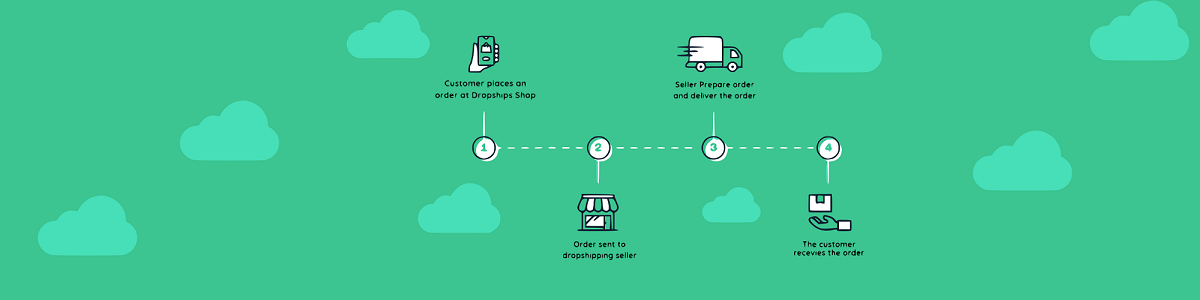 Customer places an
order at Dropships Shop
1
Order sent to
dropshipping seller
2
Seller Prepare order
and deliver the order
3
The customer
recevies the order
4